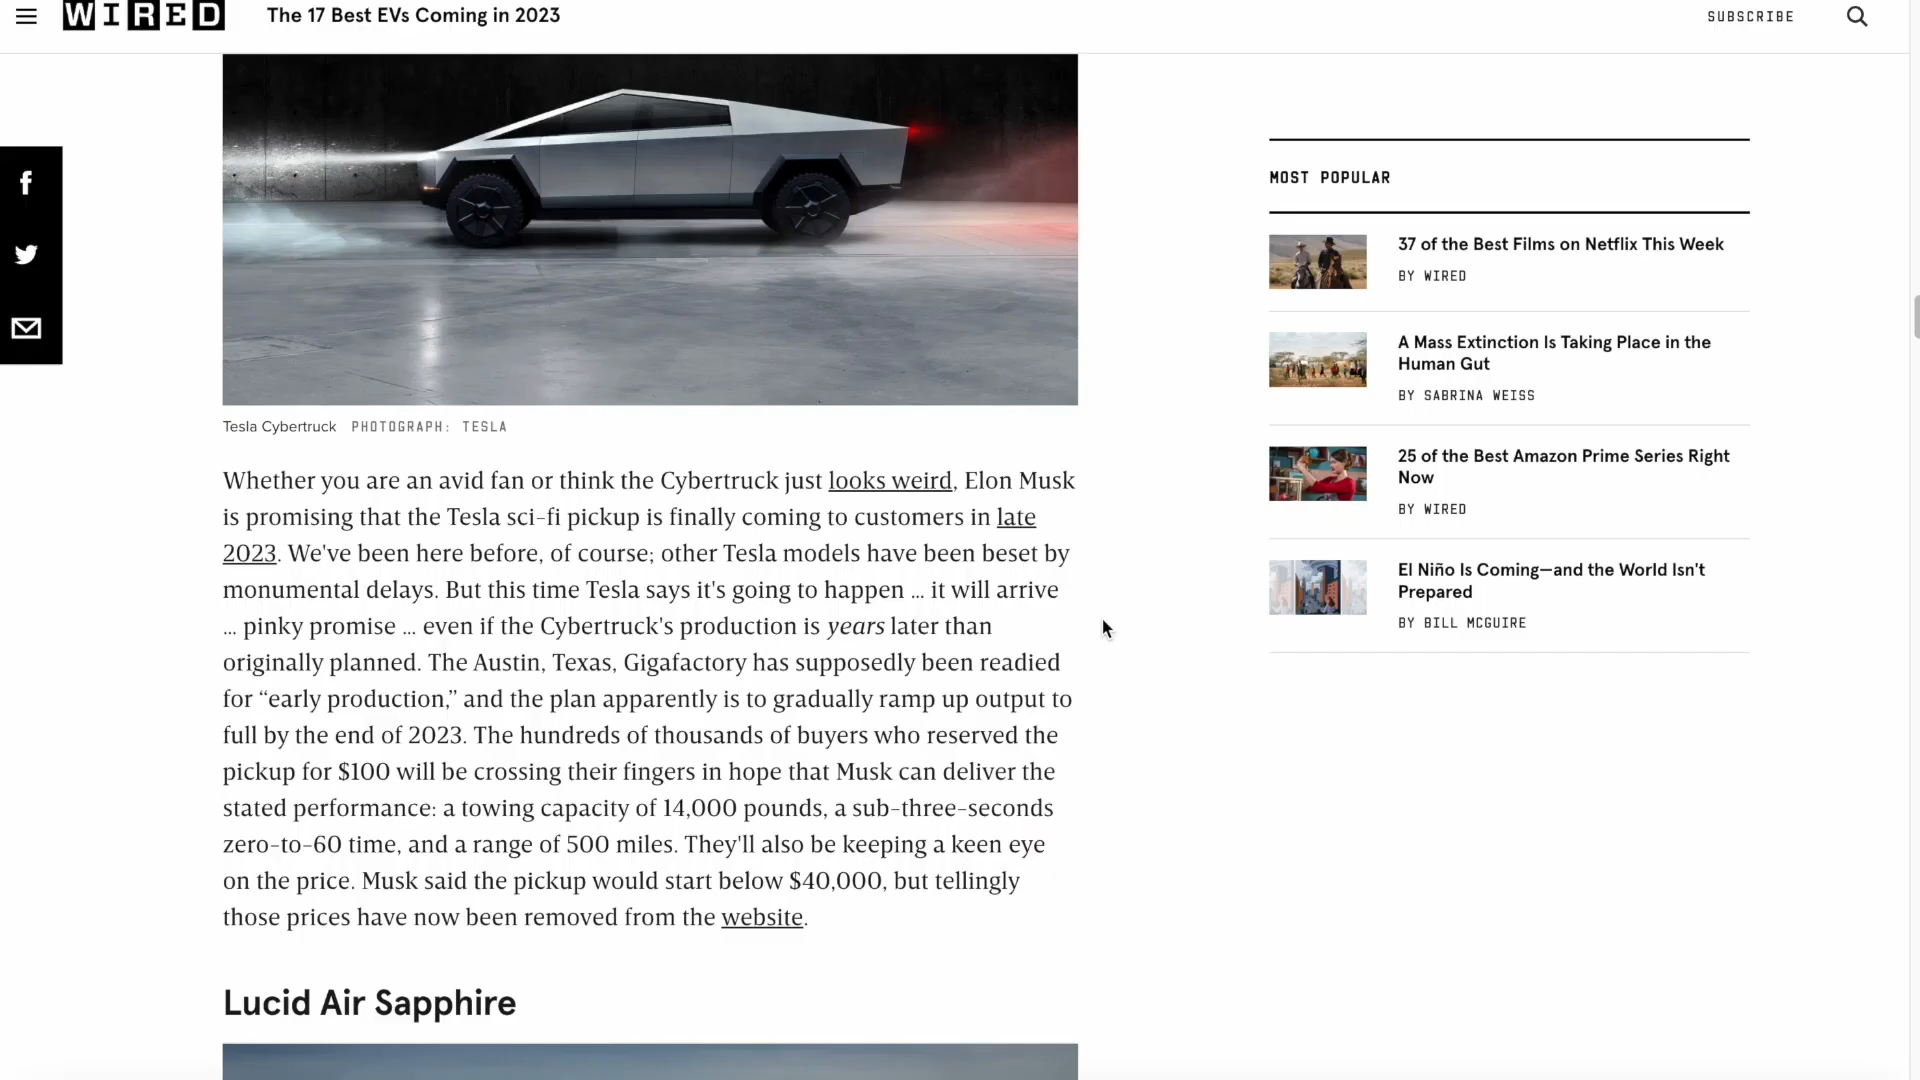 WIRED
The 17 Best EVs Coming in 2023
SUBSCRIBE
Tesla Cybertruck PHOTOGRAPH: TESLA
Whether you are an avid fan or think the Cybertruck just looks weird, Elon Musk
is promising that the Tesla sci-fi pickup is finally coming to customers in late
2023. We've been here before, of course; other Tesla models have been beset by
monumental delays. But this time Tesla says it's going to happen … it will arrive
… pinky promise … even if the Cybertruck's production is years later than
originally planned. The Austin, Texas, Gigafactory has supposedly been readied
for “early production,” and the plan apparently is to gradually ramp up output to
full by the end of 2023. The hundreds of thousands of buyers who reserved the
pickup for $100 will be crossing their fingers in hope that Musk can deliver the
stated performance: a towing capacity of 14,000 pounds, a sub-three-seconds
zero-to-60 time, and a range of 500 miles. They'll also be keeping a keen eye
on the price. Musk said the pickup would start below $40,000, but tellingly
those prices have now been removed from the website.
Lucid Air Sapphire
MOST POPULAR
37 of the Best Films on Netflix This Week
BY WIRED
A Mass Extinction Is Taking Place in the
Human Gut
BY SABRINA WEISS
25 of the Best Amazon Prime Series Right
Now
BY WIRED
El Niño Is Coming—and the World Isn't
Prepared
BY BILL MCGUIRE